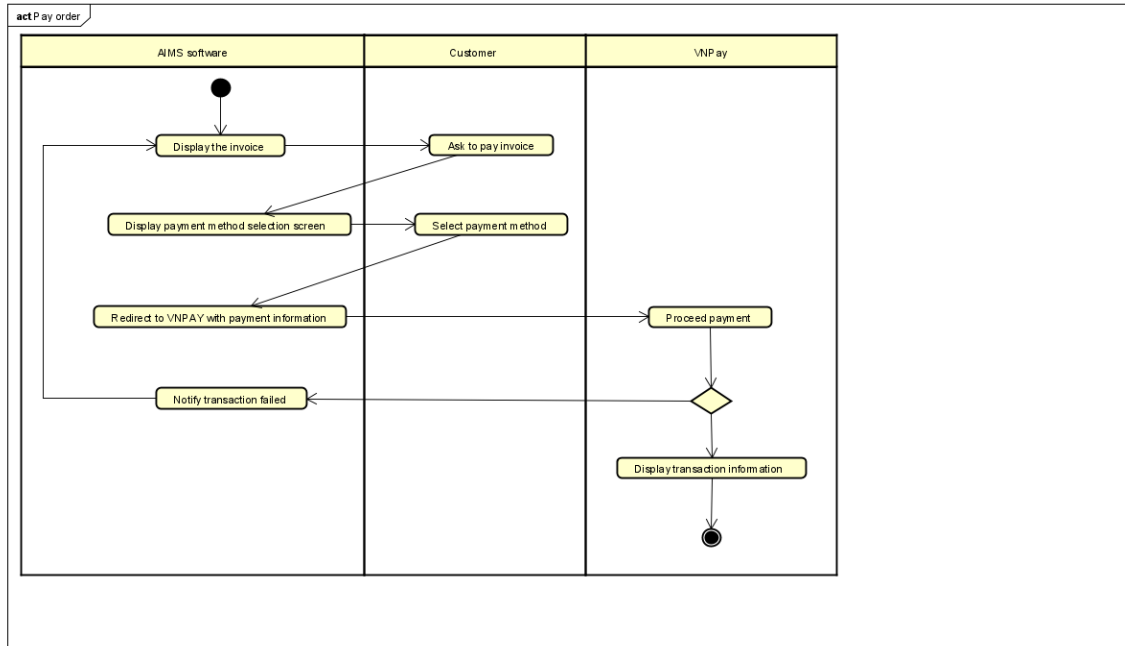 act Pay order
AIMS software
Customer
VNPay
Display the invoice
Ask to pay invoice
Display payment method selection screen
Select payment method
Redirect to VNPAY with payment information
Proceed payment
Notify transaction failed
Display transaction information